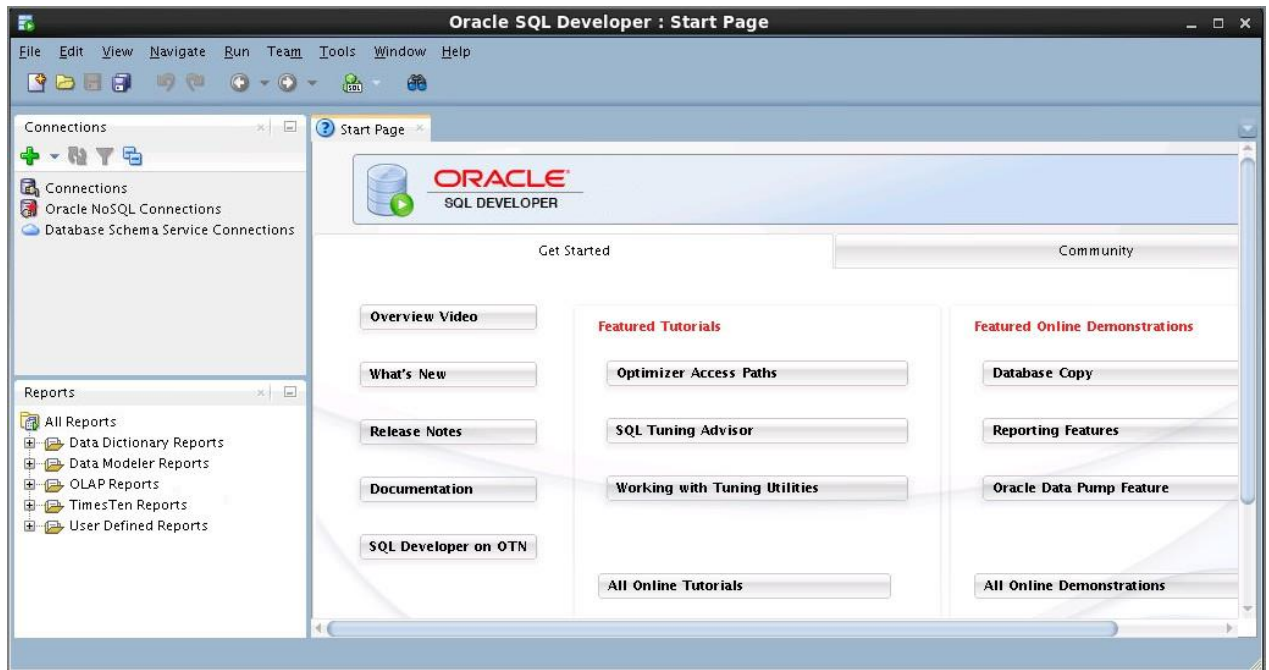 Oracle SQL Developer : Start Page
File Edit View Navigate Run Team Tools Window Help
SQL
Connections
Connections
Oracle NoSQL Connections
Database Schema Service Connections
Reports
All Reports
Data Dictionary Reports
Data Modeler Reports
OLAP Reports
TimesTen Reports
User Defined Reports
Start Page
ORACLE
SQL DEVELOPER
Get Started
Community
Overview Video
What's New
Release Notes
Documentation
SQL Developer on OTN
Featured Tutorials
Optimizer Access Paths
SQL Tuning Advisor
Working with Tuning Utilities
All Online Tutorials
Featured Online Demonstrations
Database Copy
Reporting Features
Oracle Data Pump Feature
All Online Demonstrations